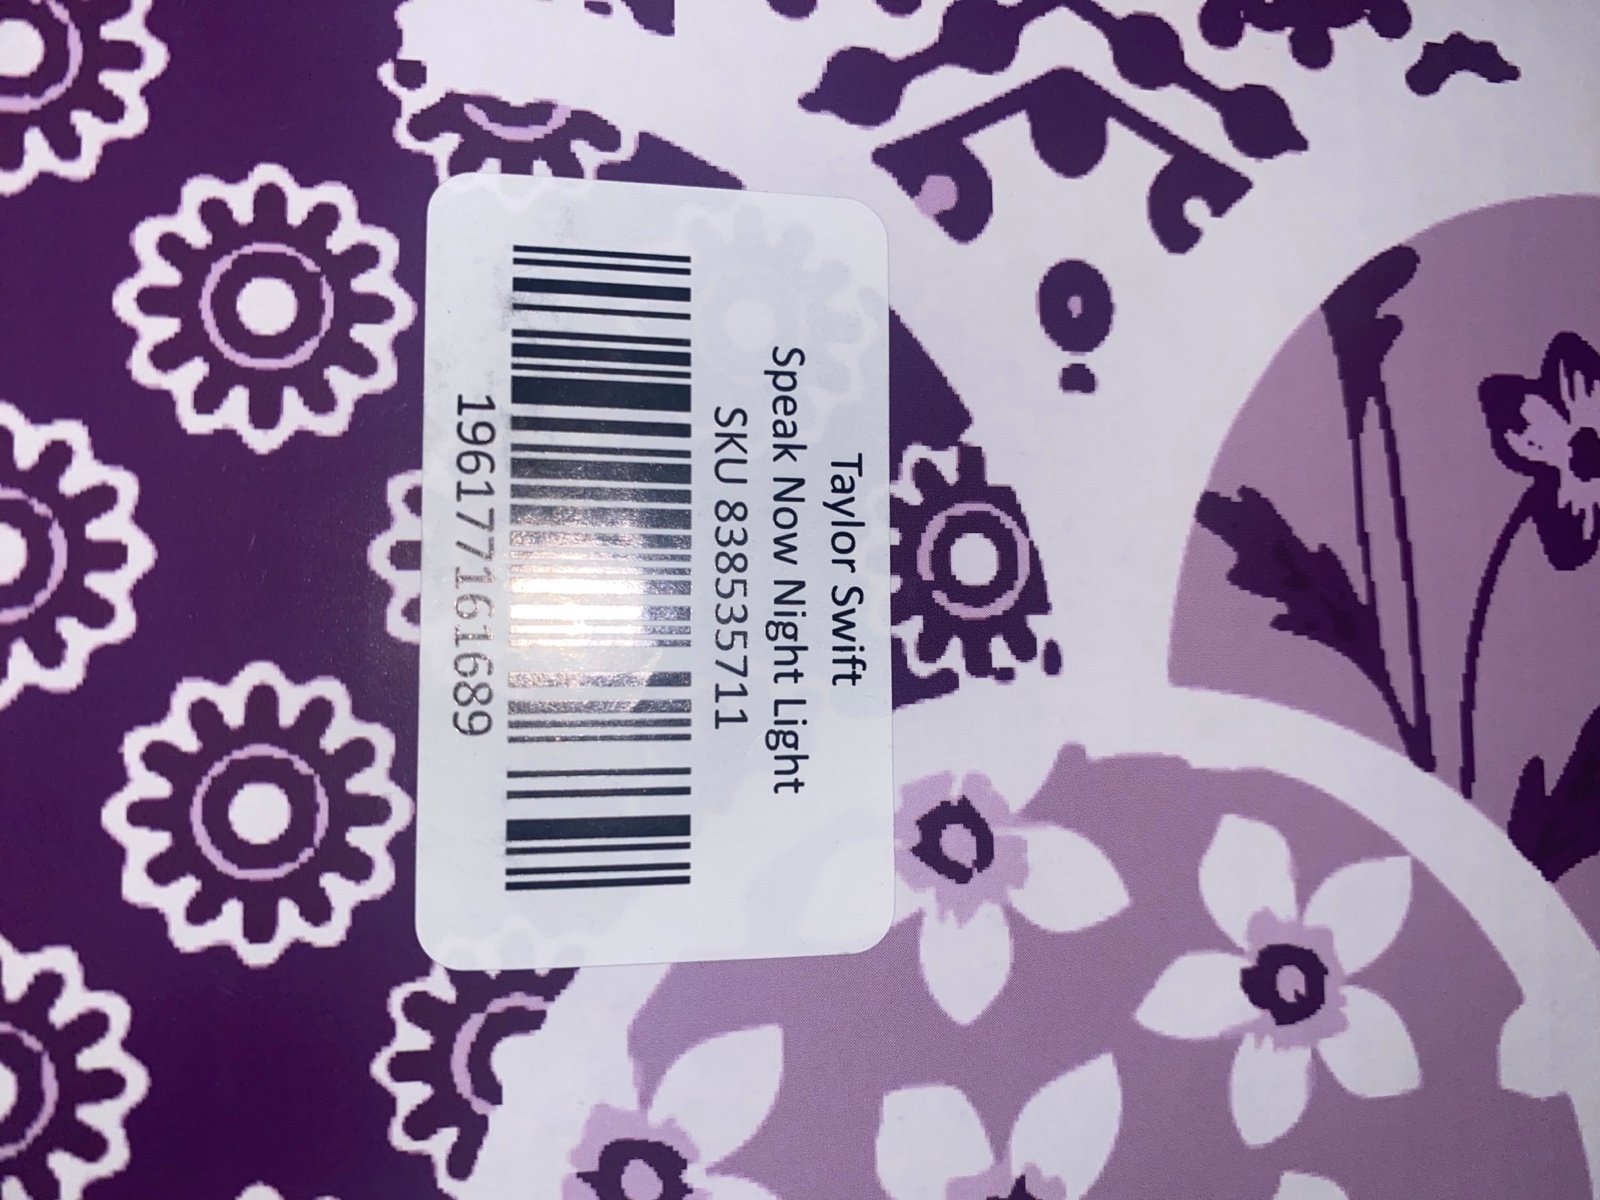 Taylor Swift
Speak Now Night Light
SKU 838535711
196177161689